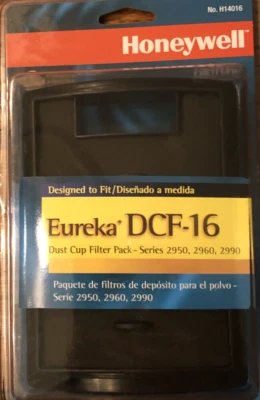 No. H14016
Honeywell
Designed to Fit/Diseñado a medida
Eureka* DCF-16
Dust Cup Filter Pack - Series 2950, 2960, 2990
Paquete de filtros de depósito para el polvo -
Serie 2950, 2960, 2990